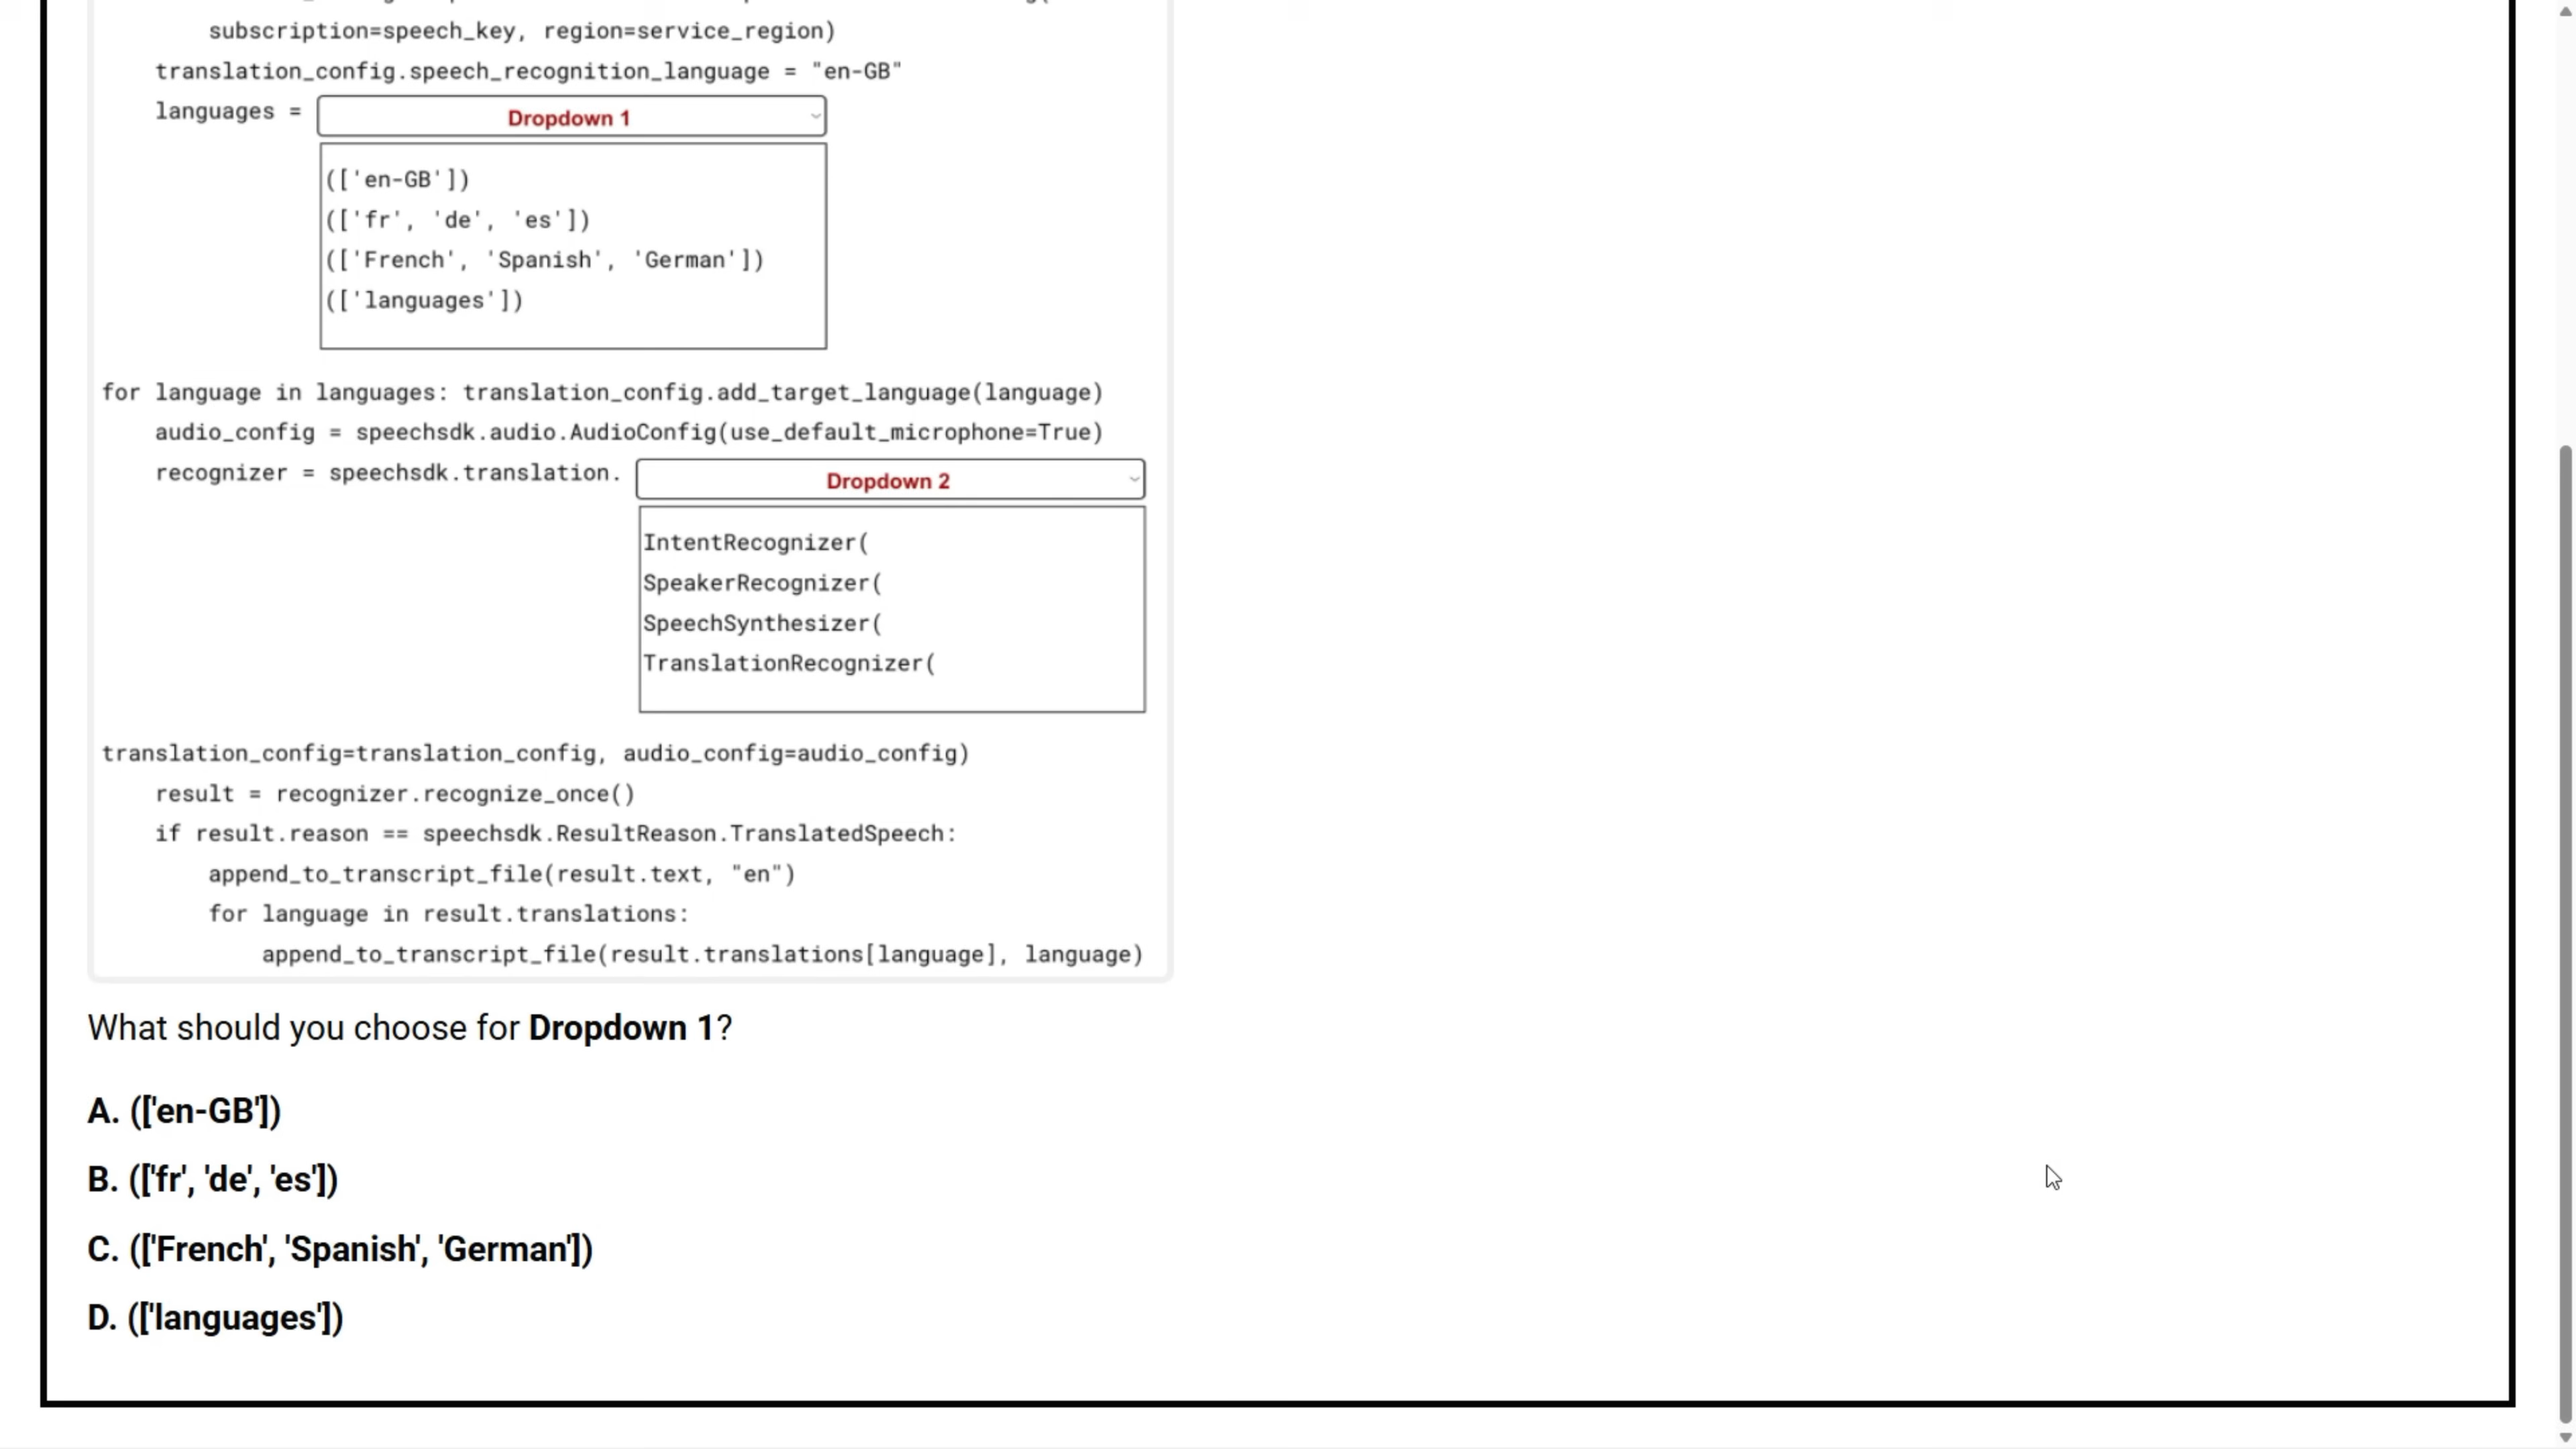 subscription=speech_key, region=service_region)
translation_config.speech_recognition_language = "en-GB"
languages = Dropdown 1
(['en-GB'])
(['fr', 'de', 'es'])
(['French', 'Spanish', 'German'])
(['languages'])
for language in languages: translation_config.add_target_language(language)
audio_config = speechsdk.audio.AudioConfig(use_default_microphone=True)
recognizer = speechsdk.translation. Dropdown 2
IntentRecognizer(
SpeakerRecognizer(
SpeechSynthesizer(
TranslationRecognizer(
translation_config=translation_config, audio_config=audio_config)
result = recognizer.recognize_once()
if result.reason == speechsdk.ResultReason.TranslatedSpeech:
append_to_transcript_file(result.text, "en")
for language in result.translations:
append_to_transcript_file(result.translations[language], language)
What should you choose for Dropdown 1?
A. (['en-GB'])
B. (['fr', 'de', 'es'])
C. (['French', 'Spanish', 'German'])
D. (['languages'])